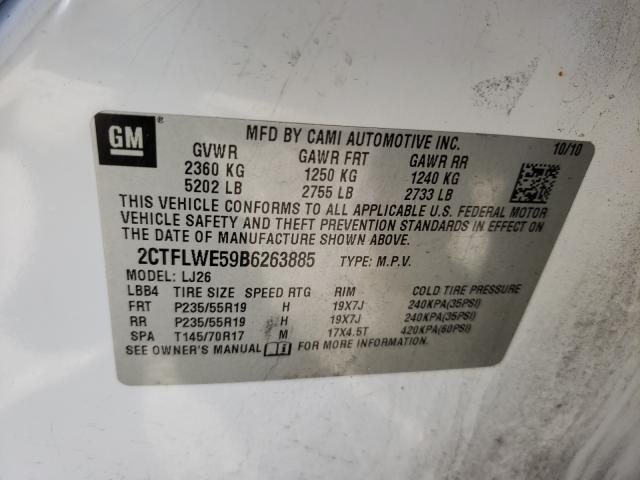 GM ®
MFD BY CAMI AUTOMOTIVE INC. 10/10
GVWR GAWR FRT GAWR RR
2360 KG 1250 KG 1240 KG
5202 LB 2755 LB 2733 LB
THIS VEHICLE CONFORMS TO ALL APPLICABLE U.S. FEDERAL MOTOR
VEHICLE SAFETY AND THEFT PREVENTION STANDARDS IN EFFECT ON
THE DATE OF MANUFACTURE SHOWN ABOVE.
2CTFLWE59B6263885 TYPE: M.P.V.
MODEL: LJ26
LBB4 TIRE SIZE SPEED RTG RIM COLD TIRE PRESSURE
FRT P235/55R19 H 19X7J 240KPA(35PSI)
RR P235/55R19 H 19X7J 240KPA(35PSI)
SPA T145/70R17 M 17X4.5T 420KPA(60PSI)
SEE OWNER'S MANUAL FOR MORE INFORMATION.